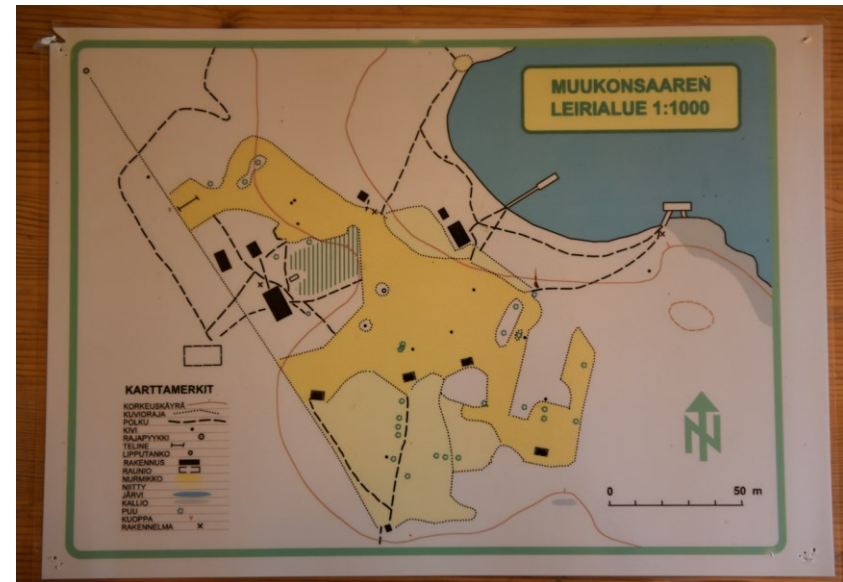 MUUKONSAAREN
LEIRIALUE 1:1000
KARTTAMERKIT
KORKEUSKÄYRÄ
KUVIORAJA
POLKU
KIVI
RAJAPYYKKI
TELINE
LIPPUTANKO
RAKENNUS
RAUNIO
NURMIKKO
NIITTY
JÄRVI
KALLIO
PUU
KUOPPA
RAKENNELMA
N
0 50 m